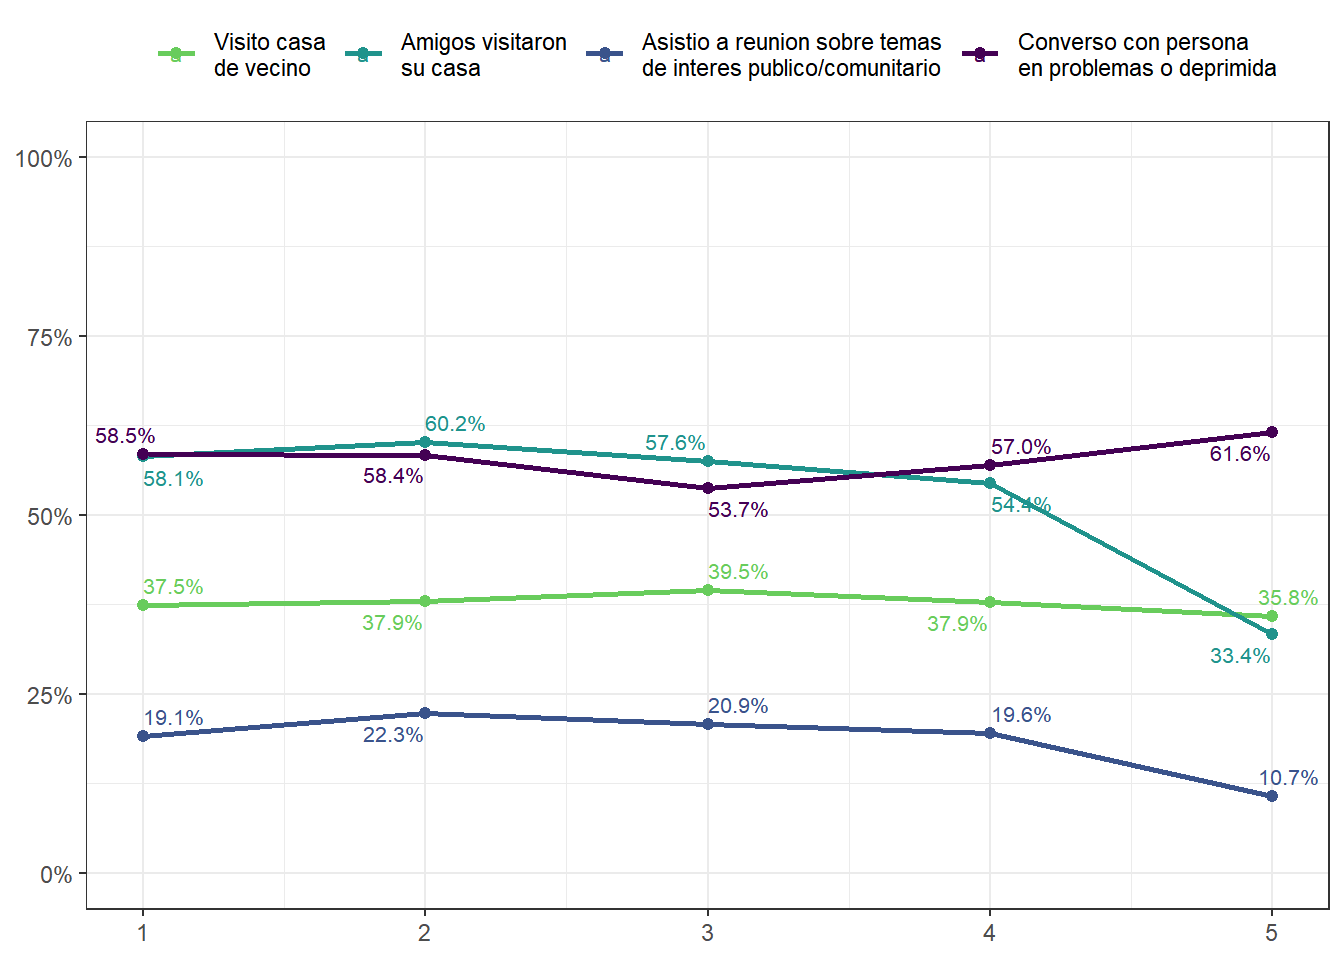 Visito casa
de vecino
Amigos visitaron
su casa
Asistio a reunion sobre temas
de interes publico/comunitario
Converso con persona
en problemas o deprimida
a a a a
100%
75%
50%
25%
0%
58.5%
58.1%
60.2%
58.4%
57.6%
53.7%
57.0%
54.4%
61.6%
33.4%
37.5%
37.9%
39.5%
37.9%
35.8%
19.1%
22.3%
20.9%
19.6%
10.7%
1 2 3 4 5